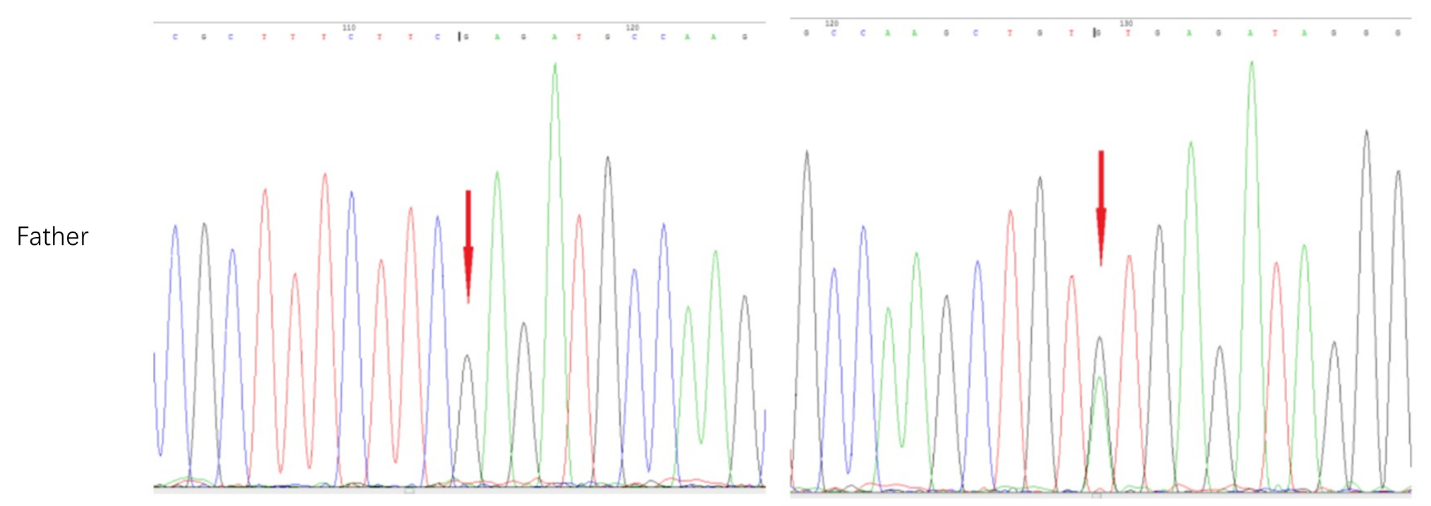 110 120
C G C T T T C T T C G A G A T G C C A A G
120 130
G C C A A G C T G T G T G A G A T A G G G
Father